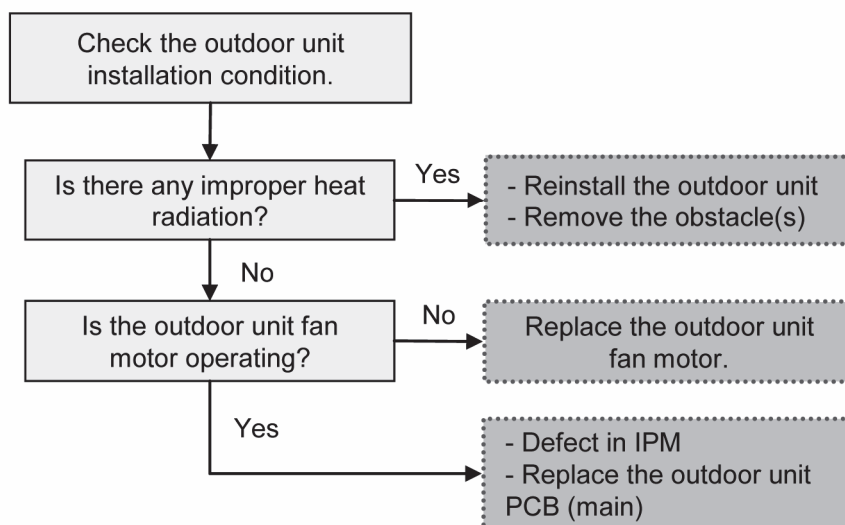 Check the outdoor unit
installation condition.
Is there any improper heat
radiation?
Yes
- Reinstall the outdoor unit
- Remove the obstacle(s)
No
Is the outdoor unit fan
motor operating?
No
Replace the outdoor unit
fan motor.
Yes
- Defect in IPM
- Replace the outdoor unit
PCB (main)